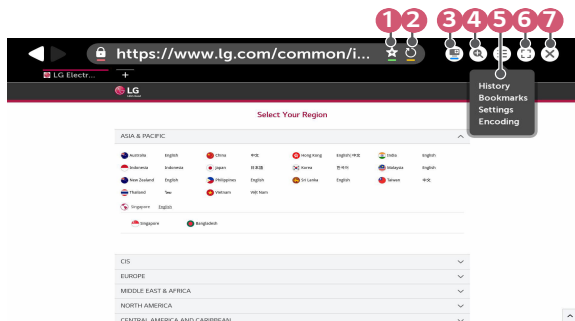 1 2 3 4 5 6 7
https://www.lg.com/common/i...
LG Electr... +
LG
History
Bookmarks
Settings
Encoding
Select Your Region
ASIA & PACIFIC
Australia English China 中文 Hong Kong English/中文 India English
Indonesia Indonesia Japan 日本語 Korea 한국어 Malaysia English
New Zealand English Philippines English Sri Lanka English Taiwan 中文
Thailand ไทย Vietnam Việt Nam
Singapore English
Singapore Bangladesh
CIS
EUROPE
MIDDLE EAST & AFRICA
NORTH AMERICA
CENTRAL AMERICA AND CARIBBEAN